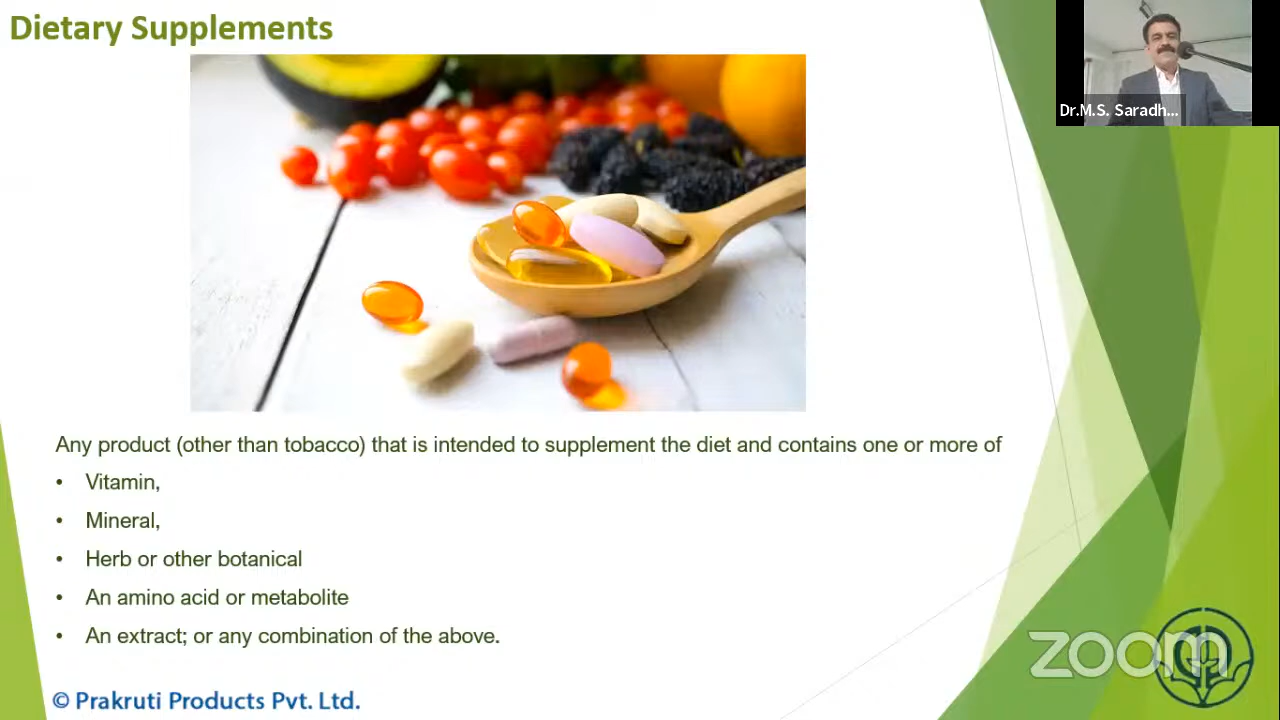 Dietary Supplements
Dr.M.S. Saradh...
Any product (other than tobacco) that is intended to supplement the diet and contains one or more of
• Vitamin,
• Mineral,
• Herb or other botanical
• An amino acid or metabolite
• An extract; or any combination of the above.
© Prakruti Products Pvt. Ltd.
zoom